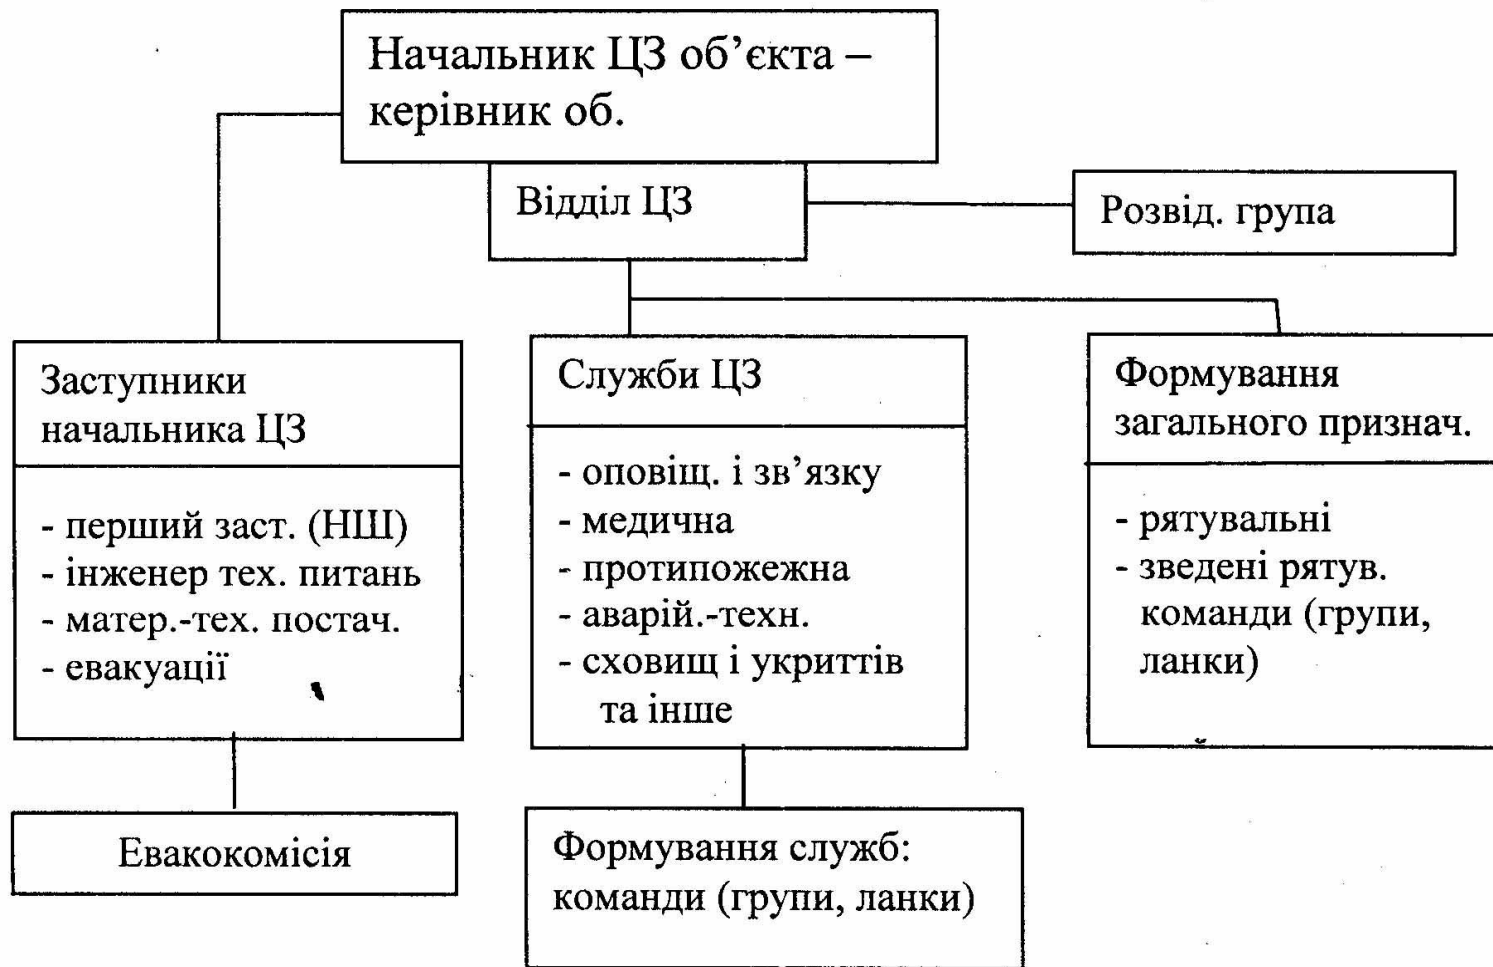 Начальник ЦЗ об’єкта –
керівник об.
Відділ ЦЗ
Розвід. група
Заступники
начальника ЦЗ
- перший заст. (НШ)
- інженер тех. питань
- матер.-тех. постач.
- евакуації
Служби ЦЗ
- оповіщ. і зв’язку
- медична
- протипожежна
- аварій.-техн.
- сховищ і укриттів
та інше
Формування
загального признач.
- рятувальні
- зведені рятув.
команди (групи,
ланки)
Евакокомісія
Формування служб:
команди (групи, ланки)